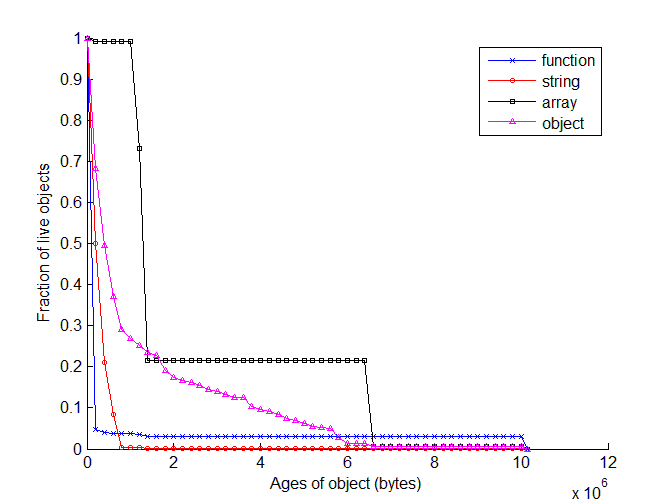 function
string
array
object
Fraction of live objects
1
0.9
0.8
0.7
0.6
0.5
0.4
0.3
0.2
0.1
0
0 2 4 6 8 10 12
x 10^6
Ages of object (bytes)